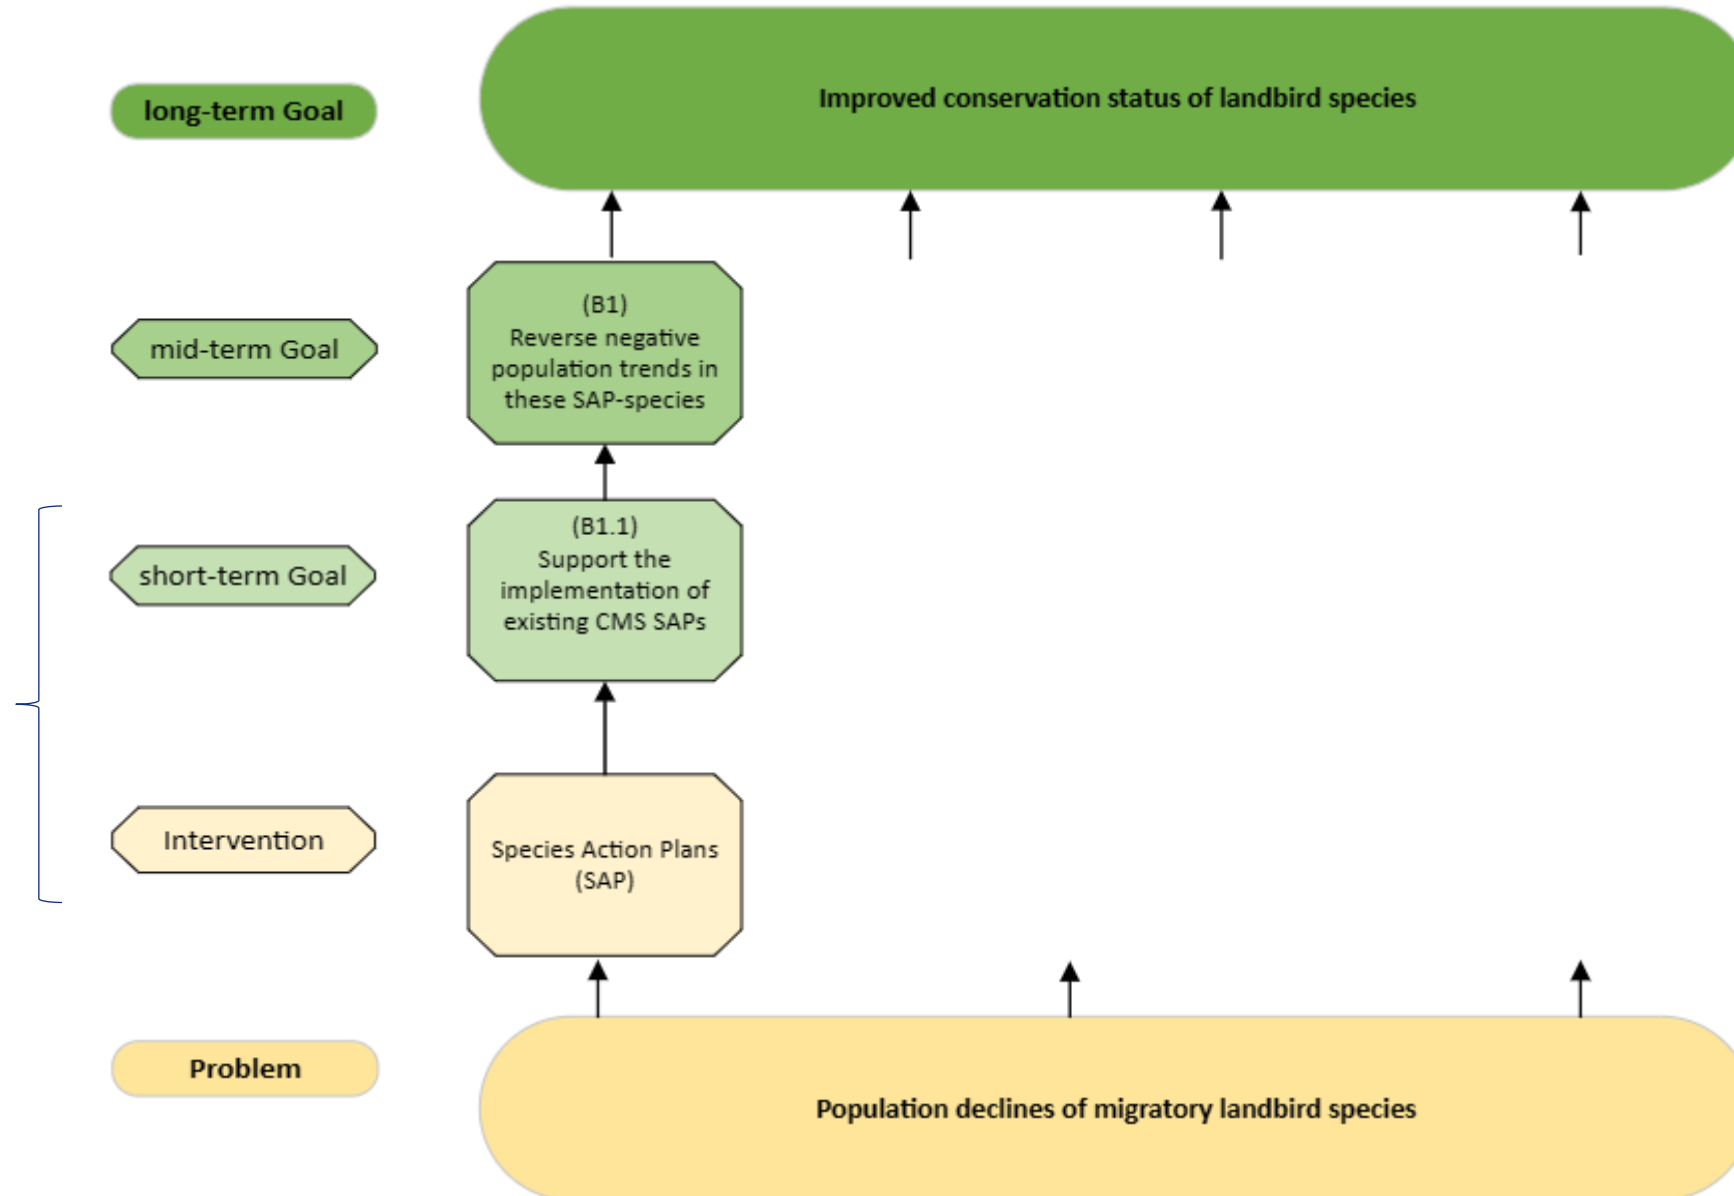 long-term Goal
Improved conservation status of landbird species
mid-term Goal
(B1)
Reverse negative
population trends in
these SAP-species
short-term Goal
(B1.1)
Support the
implementation of
existing CMS SAPs
Intervention
Species Action Plans
(SAP)
Problem
Population declines of migratory landbird species